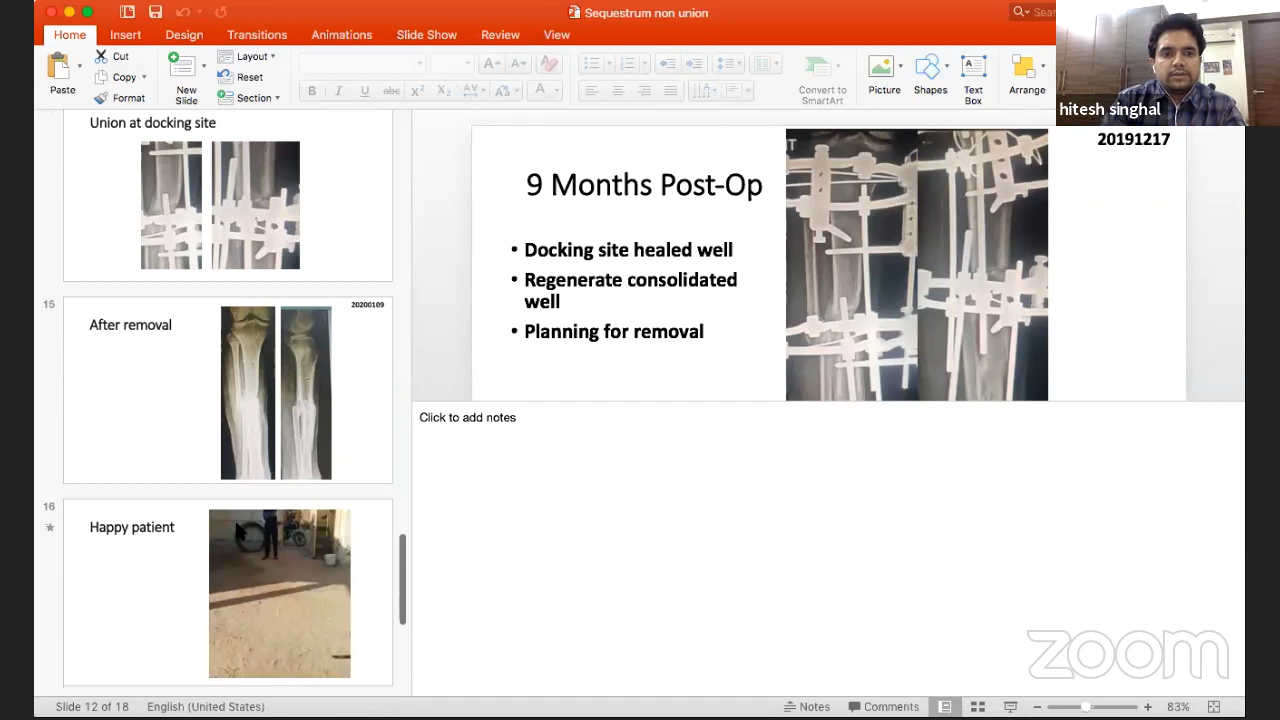 Sequestrum non union
Home Insert Design Transitions Animations Slide Show Review View
Paste
Cut
Copy
Format
New
Slide
Layout
Reset
Section
Convert to
SmartArt
Picture
Shapes
Text
Box
Arrange
hitesh singhal
Union at docking site
15
After removal
20200109
16
Happy patient
20191217
9 Months Post-Op
• Docking site healed well
• Regenerate consolidated
well
• Planning for removal
Click to add notes
zoom
Slide 12 of 18 English (United States) Notes Comments 83%